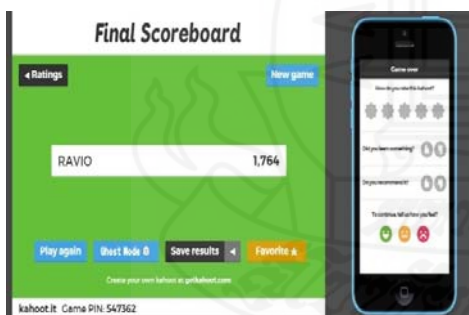 Final Scoreboard
Ratings
New game
RAVIO 1,764
Play again Ghost Mode Save results Favorite
Create your own kahoot at getkahoot.com
kahoot.it Game PIN: 547362
Game over
How do you rate this kahoot?
Did you learn something?
Do you recommend it?
To continue tell us how you feel?